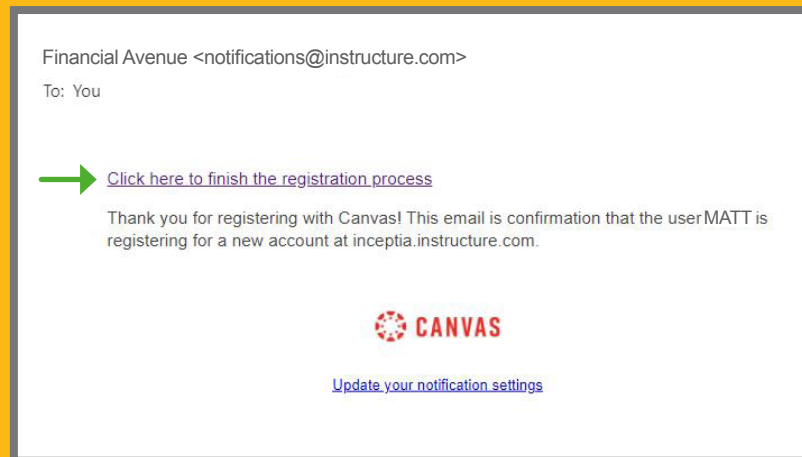 Financial Avenue <notifications@instructure.com>
To: You
Click here to finish the registration process
Thank you for registering with Canvas! This email is confirmation that the user MATT is
registering for a new account at inceptia.instructure.com.
CANVAS
Update your notification settings